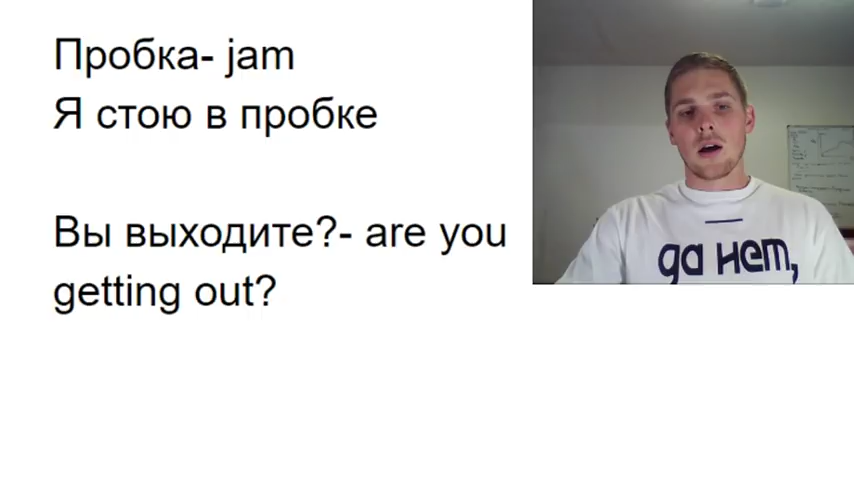 Пробка- jam
Я стою в пробке
Вы выходите?- are you
getting out?
да нет,